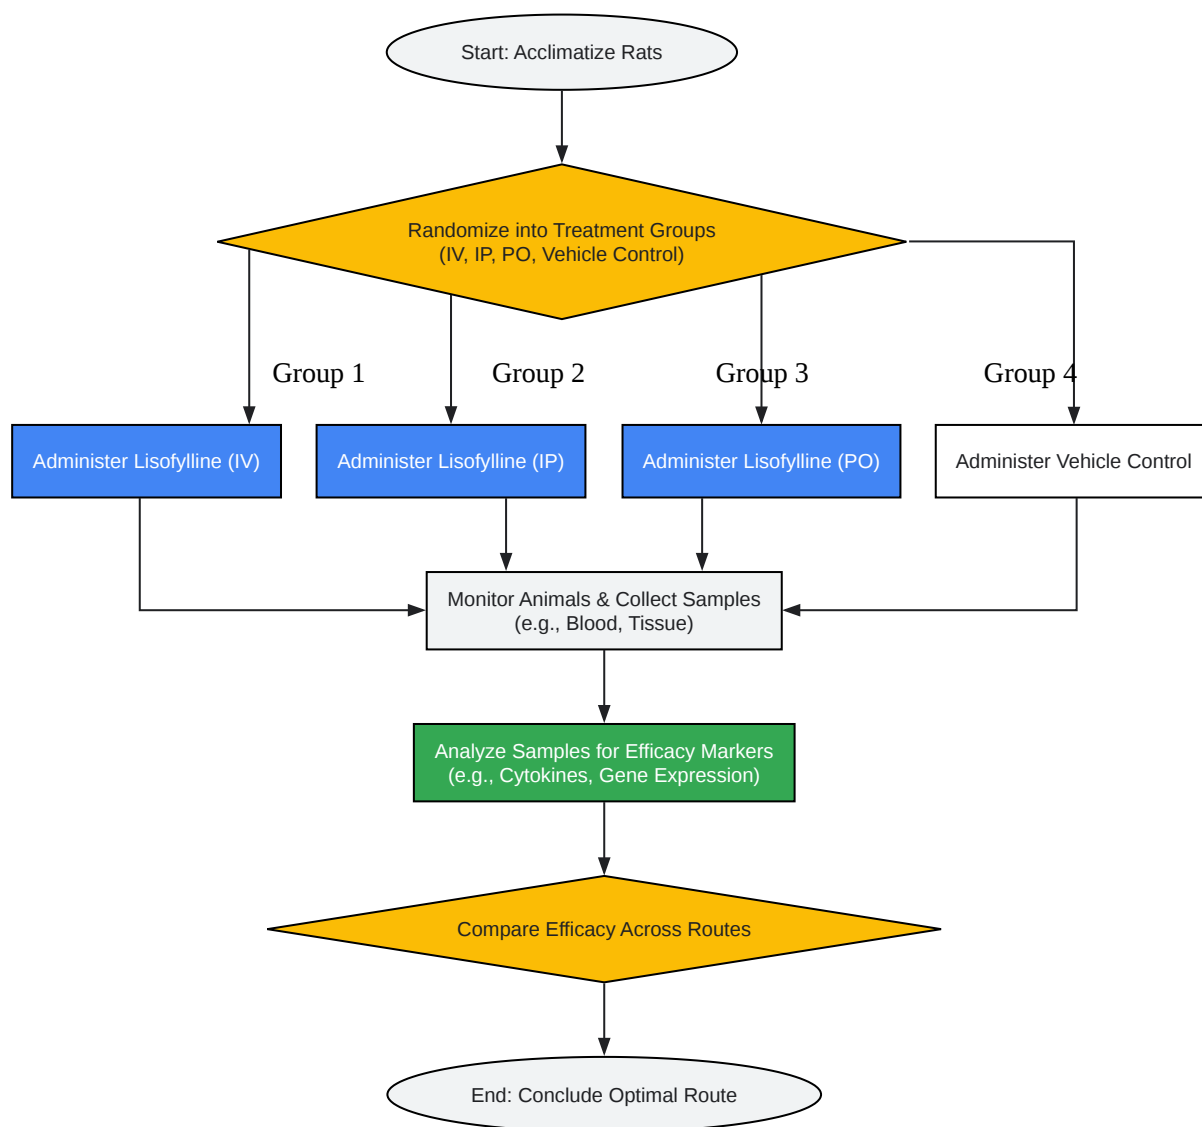 Start: Acclimatize Rats
Randomize into Treatment Groups
(IV, IP, PO, Vehicle Control)
Group 1
Group 2
Group 3
Group 4
Administer Lisofylline (IV)
Administer Lisofylline (IP)
Administer Lisofylline (PO)
Administer Vehicle Control
Monitor Animals & Collect Samples
(e.g., Blood, Tissue)
Analyze Samples for Efficacy Markers
(e.g., Cytokines, Gene Expression)
Compare Efficacy Across Routes
End: Conclude Optimal Route